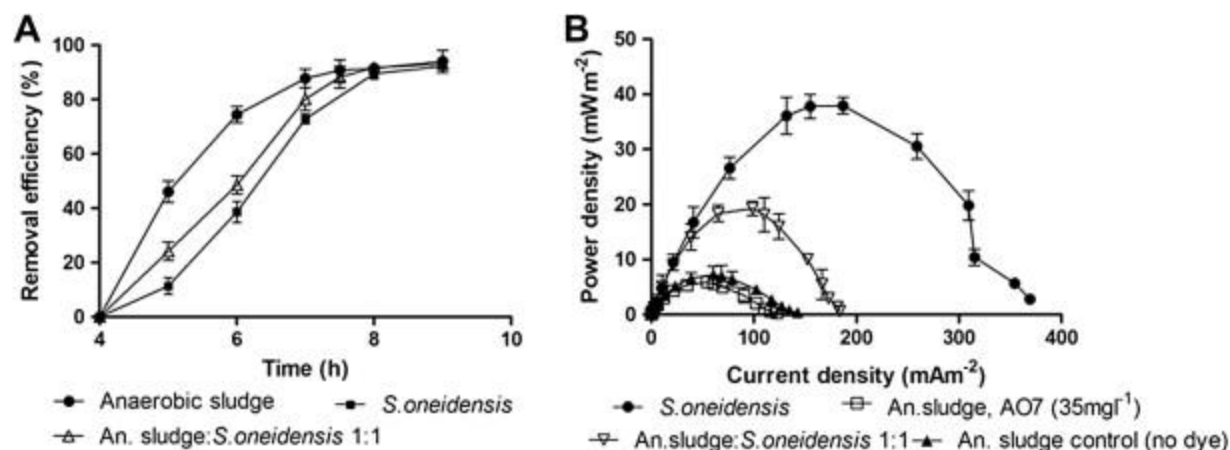 A
Removal efficiency (%)
100
80
60
40
20
0
4
6
8
10
Time (h)
Anaerobic sludge
S.oneidensis
An. sludge:S.oneidensis 1:1
B
Power density (mWm⁻²)
50
40
30
20
10
0
0
100
200
300
400
Current density (mAm⁻²)
S.oneidensis
An.sludge, AO7 (35mgl⁻¹)
An.sludge:S.oneidensis 1:1
An. sludge control (no dye)